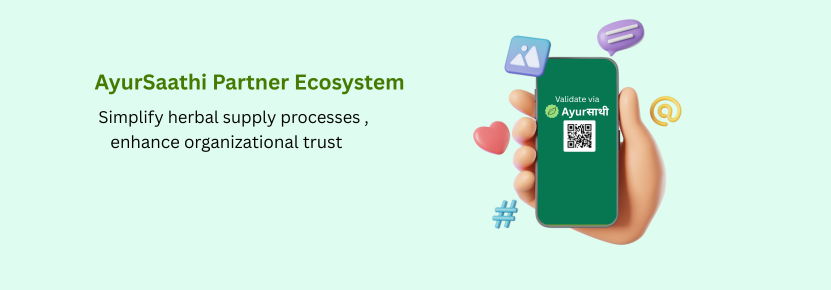 AyurSaathi Partner Ecosystem
Simplify herbal supply processes ,
enhance organizational trust
Validate via
Ayurसाथी
@
#